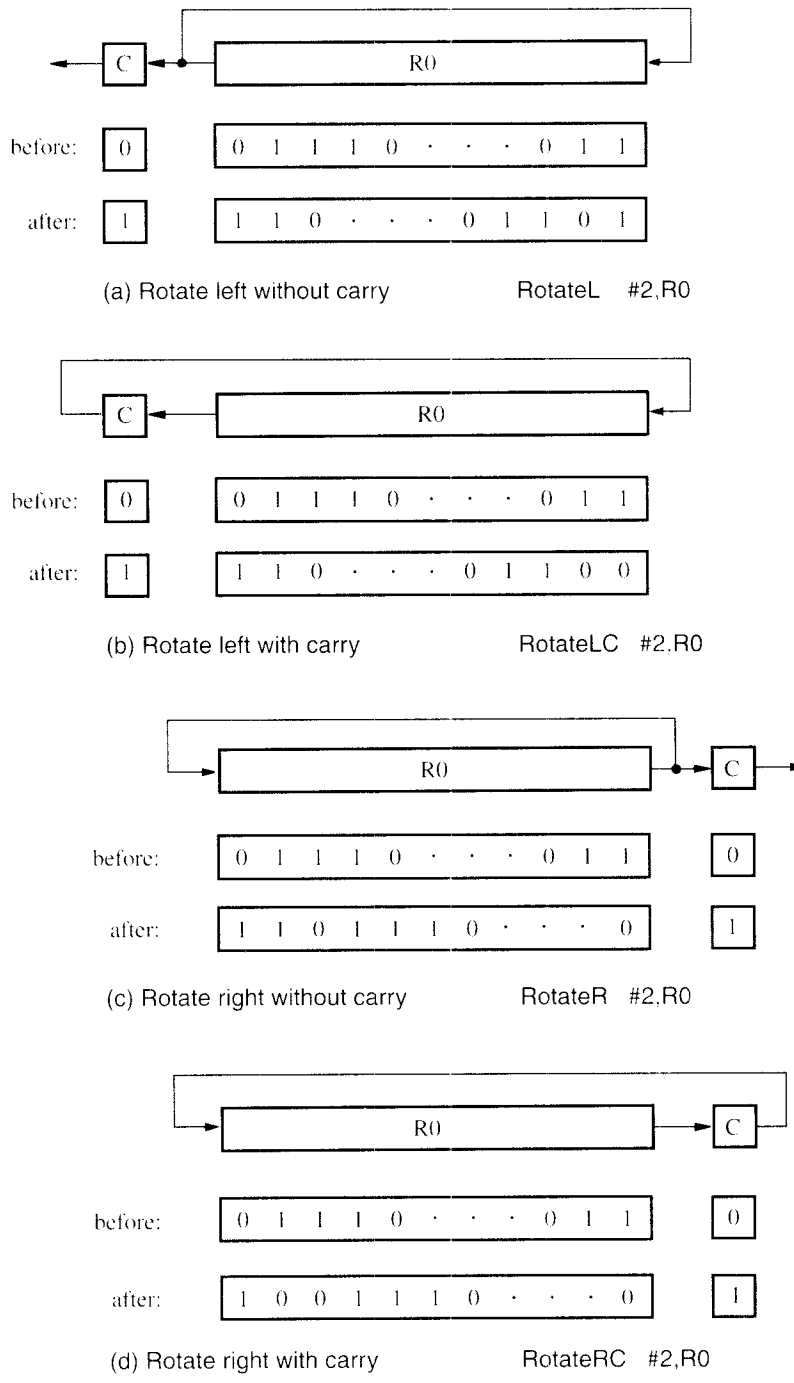 C R0
before: 0 0 1 1 1 0 · · · 0 1 1
after: 1 1 1 0 · · · 0 1 1 0 1
(a) Rotate left without carry RotateL #2,R0
C R0
before: 0 0 1 1 1 0 · · · 0 1 1
after: 1 1 1 0 · · · 0 1 1 0 0
(b) Rotate left with carry RotateLC #2,R0
R0 C
before: 0 1 1 1 0 · · · 0 1 1 0
after: 1 1 0 1 1 1 0 · · · 0 1
(c) Rotate right without carry RotateR #2,R0
R0 C
before: 0 1 1 1 0 · · · 0 1 1 0
after: 1 0 0 1 1 1 0 · · · 0 1
(d) Rotate right with carry RotateRC #2,R0